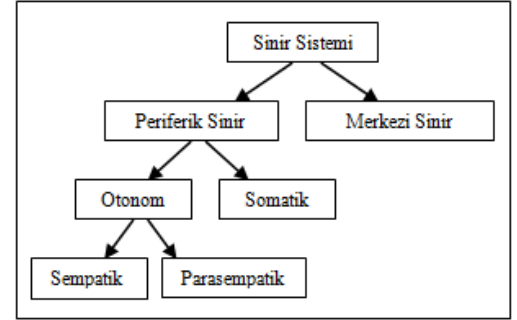 Sinir Sistemi
Periferik Sinir
Merkezi Sinir
Otonom
Somatik
Sempatik
Parasempatik